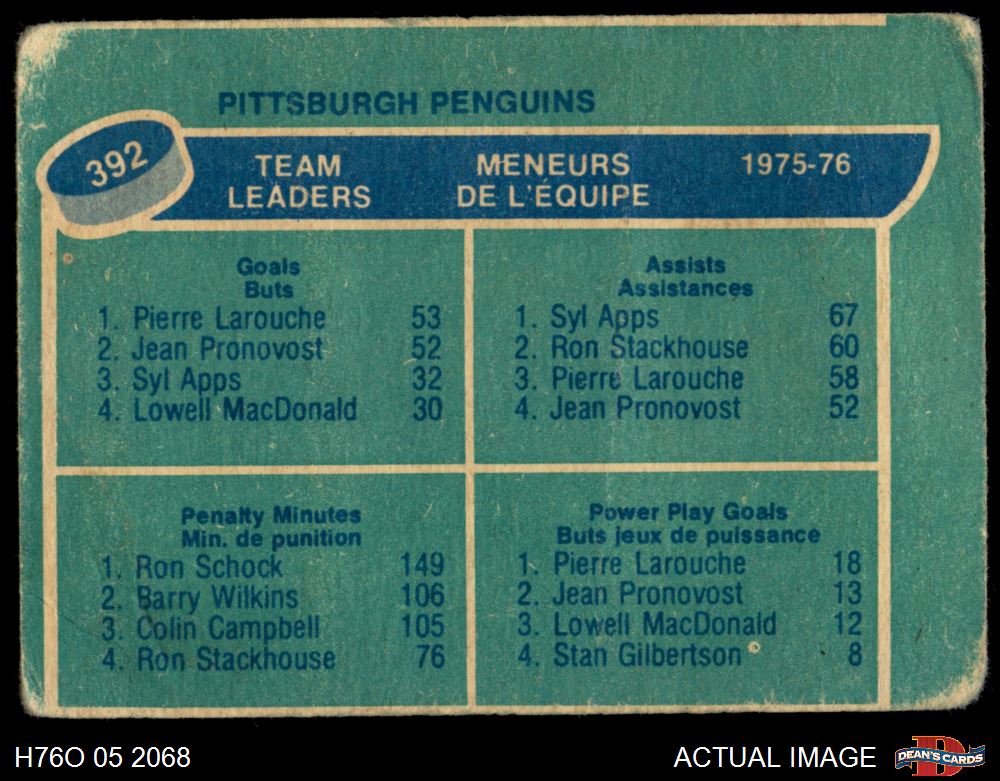 PITTSBURGH PENGUINS
392
TEAM LEADERS
MENEURS DE L'ÉQUIPE
1975-76
Goals
Buts
1. Pierre Larouche 53
2. Jean Pronovost 52
3. Syl Apps 32
4. Lowell MacDonald 30
Assists
Assistances
1. Syl Apps 67
2. Ron Stackhouse 60
3. Pierre Larouche 58
4. Jean Pronovost 52
Penalty Minutes
Min. de punition
1. Ron Schock 149
2. Barry Wilkins 106
3. Colin Campbell 105
4. Ron Stackhouse 76
Power Play Goals
Buts jeux de puissance
1. Pierre Larouche 18
2. Jean Pronovost 13
3. Lowell MacDonald 12
4. Stan Gilbertson 8
H76O 05 2068
ACTUAL IMAGE
D
DEAN'S CARDS